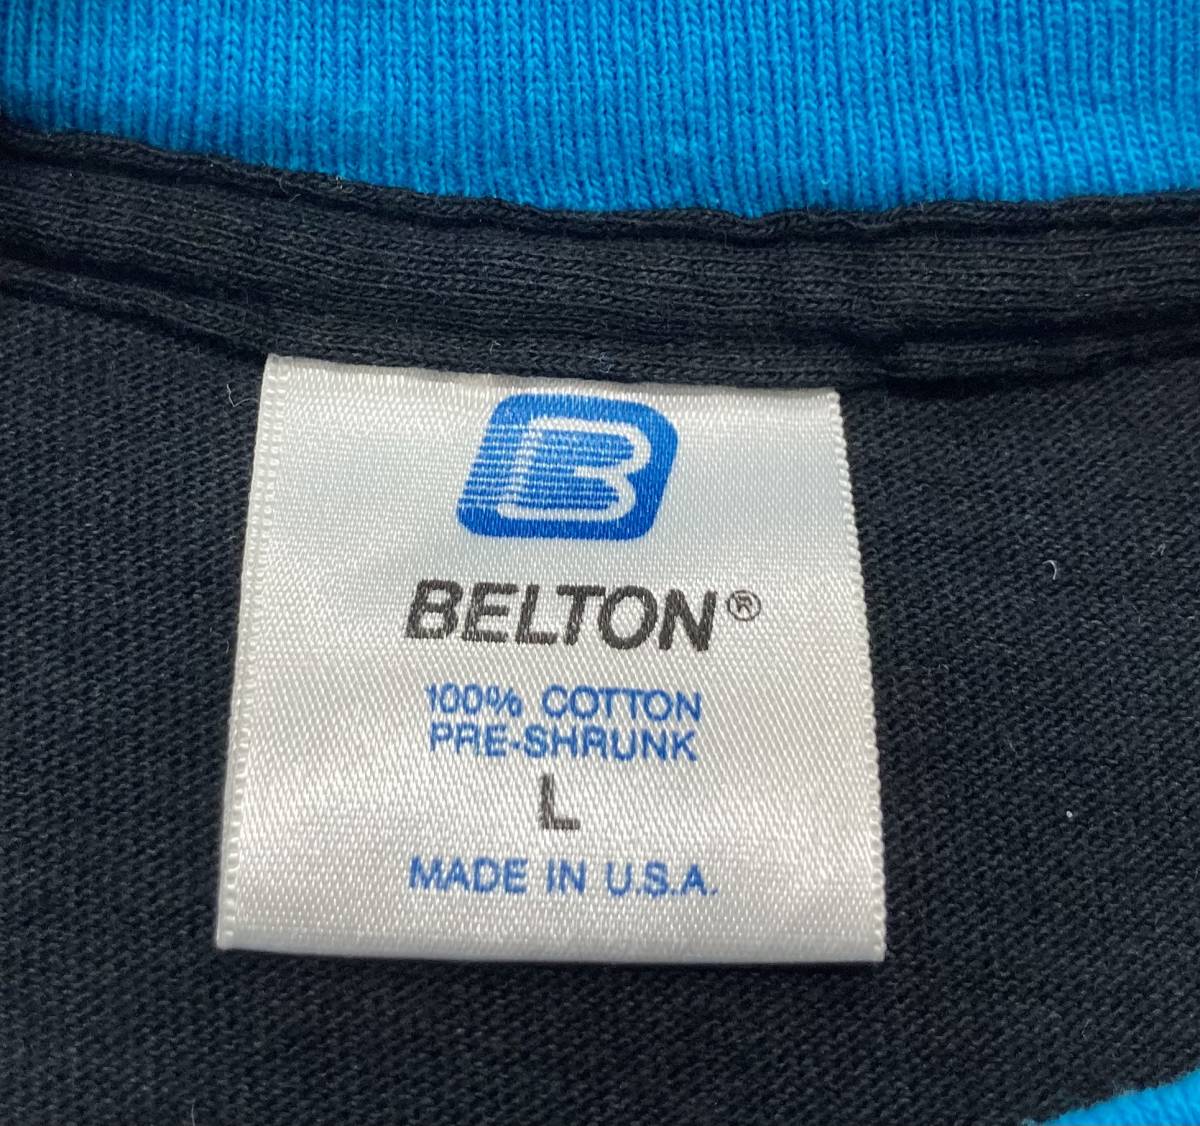 B
BELTON®
100% COTTON
PRE-SHRUNK
L
MADE IN U.S.A.